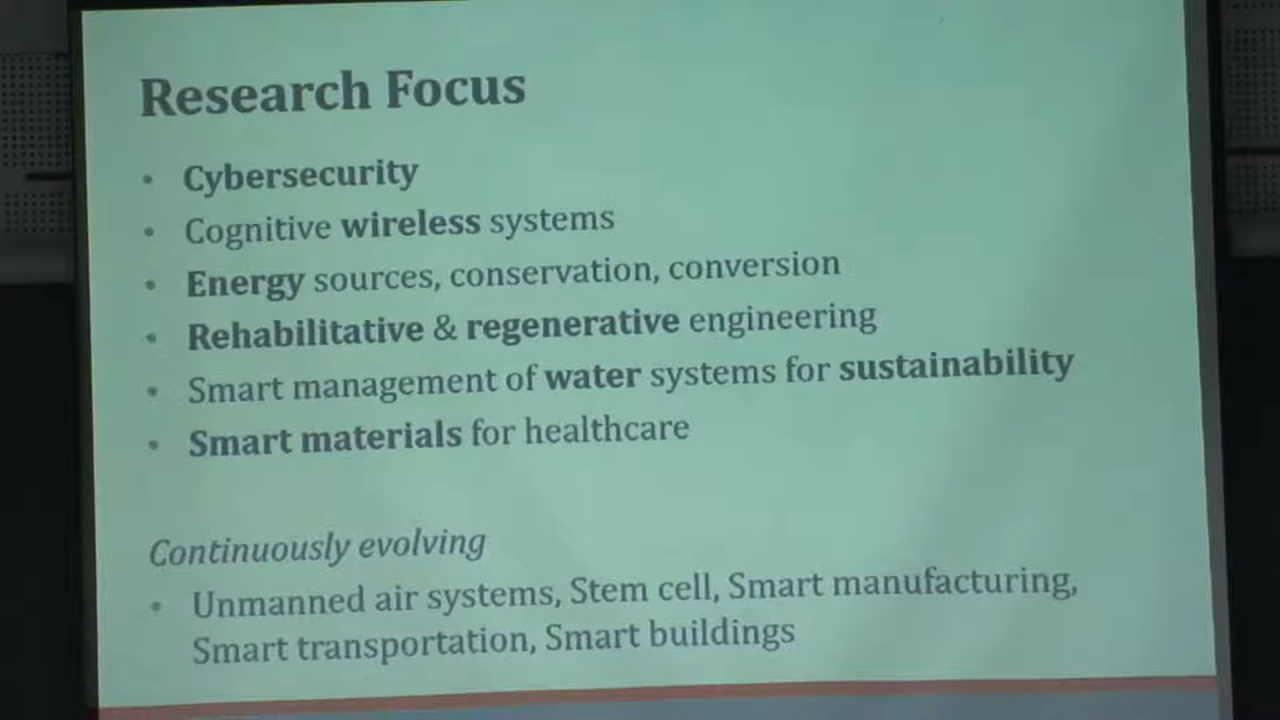 Research Focus
• Cybersecurity
• Cognitive wireless systems
• Energy sources, conservation, conversion
• Rehabilitative & regenerative engineering
• Smart management of water systems for sustainability
• Smart materials for healthcare
Continuously evolving
• Unmanned air systems, Stem cell, Smart manufacturing,
Smart transportation, Smart buildings